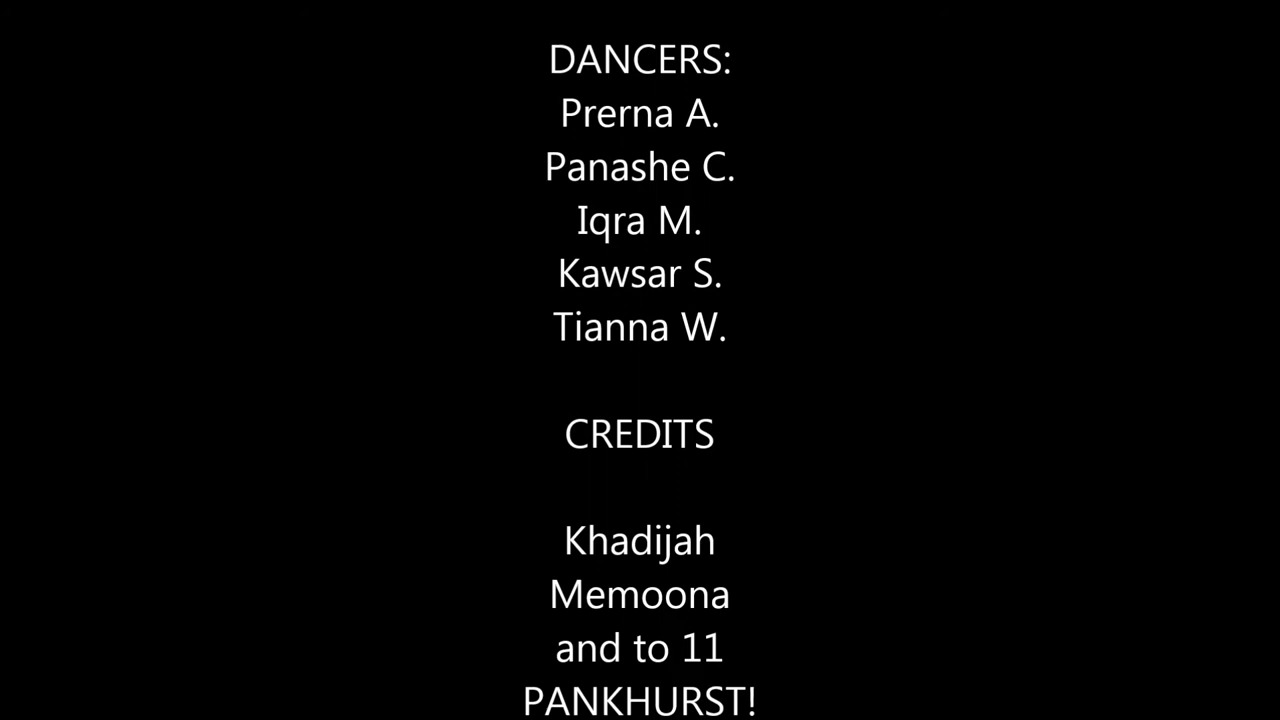 DANCERS:
Prerna A.
Panashe C.
Iqra M.
Kawsar S.
Tianna W.
CREDITS
Khadijah
Memoona
and to 11
PANKHURST!